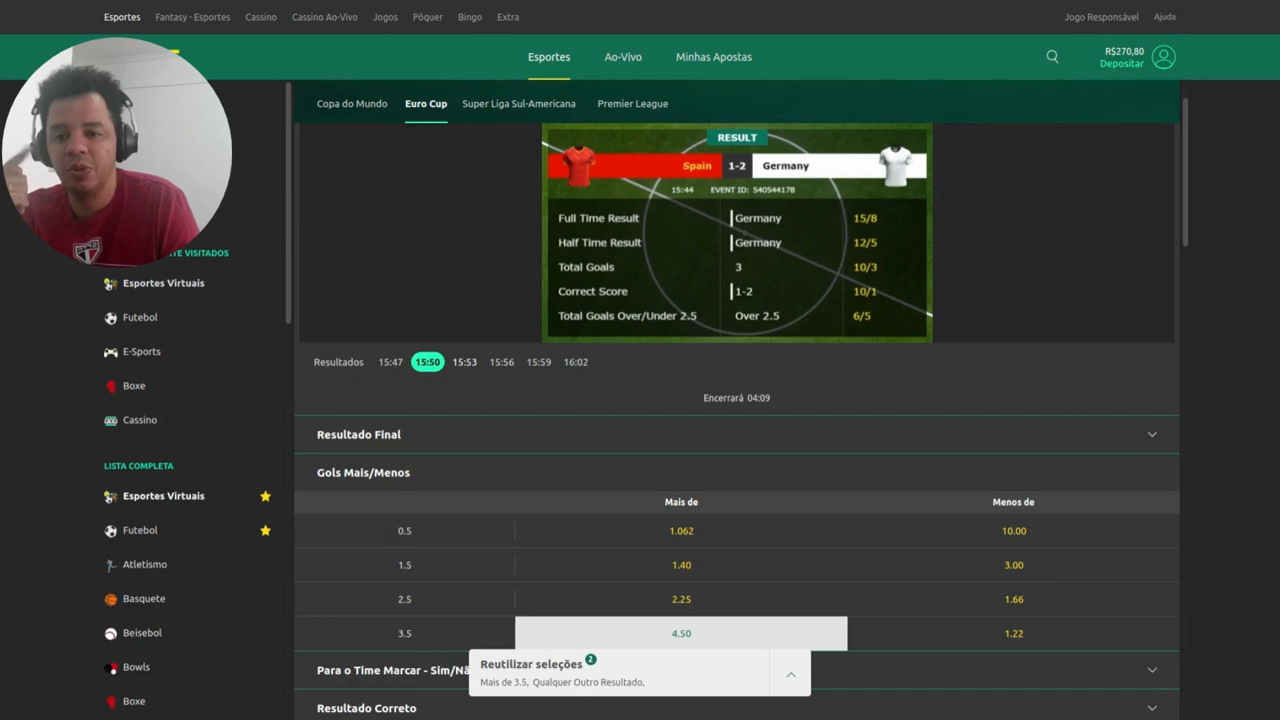 Esportes Fantasy - Esportes Cassino Cassino Ao-Vivo Jogos Pôquer Bingo Extra Jogo Responsável Ajuda
Esportes Ao-Vivo Minhas Apostas R$270,80
Depositar
Copa do Mundo Euro Cup Super Liga Sul-Americana Premier League
RESULT
Spain 1-2 Germany
15:44 EVENT ID: 540544178
Full Time Result Germany 15/8
Half Time Result Germany 12/5
Total Goals 3 10/3
Correct Score 1-2 10/1
Total Goals Over/Under 2.5 Over 2.5 6/5
Resultados 15:47 15:50 15:53 15:56 15:59 16:02
Encerrará 04:09
VISITADOS
Esportes Virtuais
Futebol
E-Sports
Boxe
Cassino
LISTA COMPLETA
Esportes Virtuais
Futebol
Atletismo
Basquete
Beisebol
Bowls
Boxe
Resultado Final
Gols Mais/Menos
Mais de Menos de
0.5 1.062 10.00
1.5 1.40 3.00
2.5 2.25 1.66
3.5 4.50 1.22
Para o Time Marcar - Sim/Nã
Reutilizar seleções 2
Mais de 3.5, Qualquer Outro Resultado,
Resultado Correto